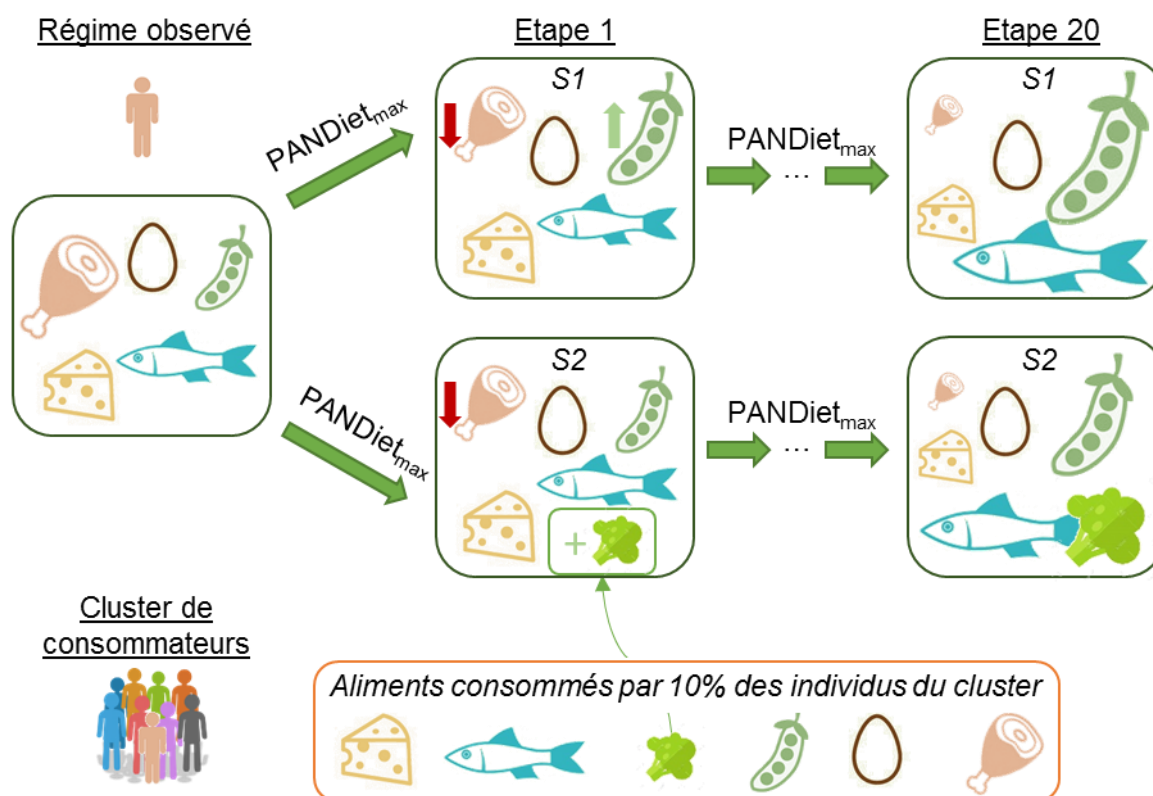 Régime observé
Etape 1
Etape 20
S1
S1
PANDiet max
PANDiet max
...
S2
S2
PANDiet max
PANDiet max
...
+
Cluster de
consommateurs
Aliments consommés par 10% des individus du cluster